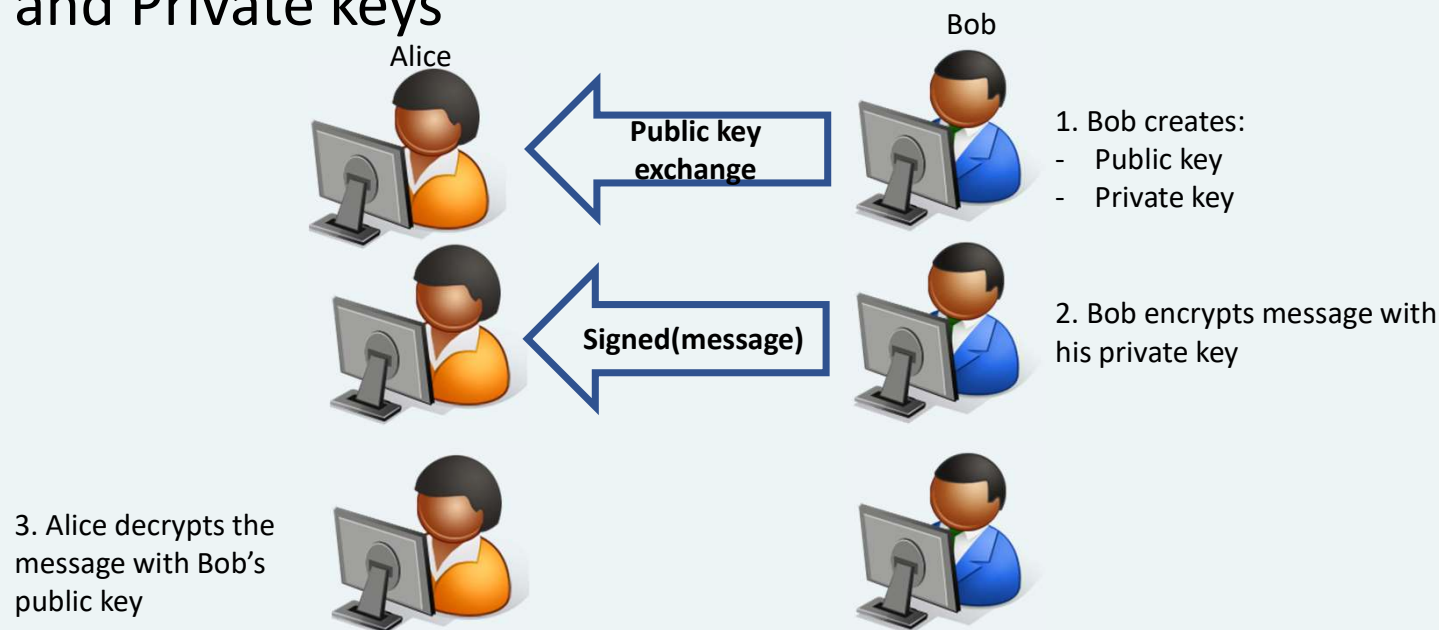 and Private keys
Alice
Bob
Public key
exchange
1. Bob creates:
- Public key
- Private key
Signed(message)
2. Bob encrypts message with
his private key
3. Alice decrypts the
message with Bob’s
public key